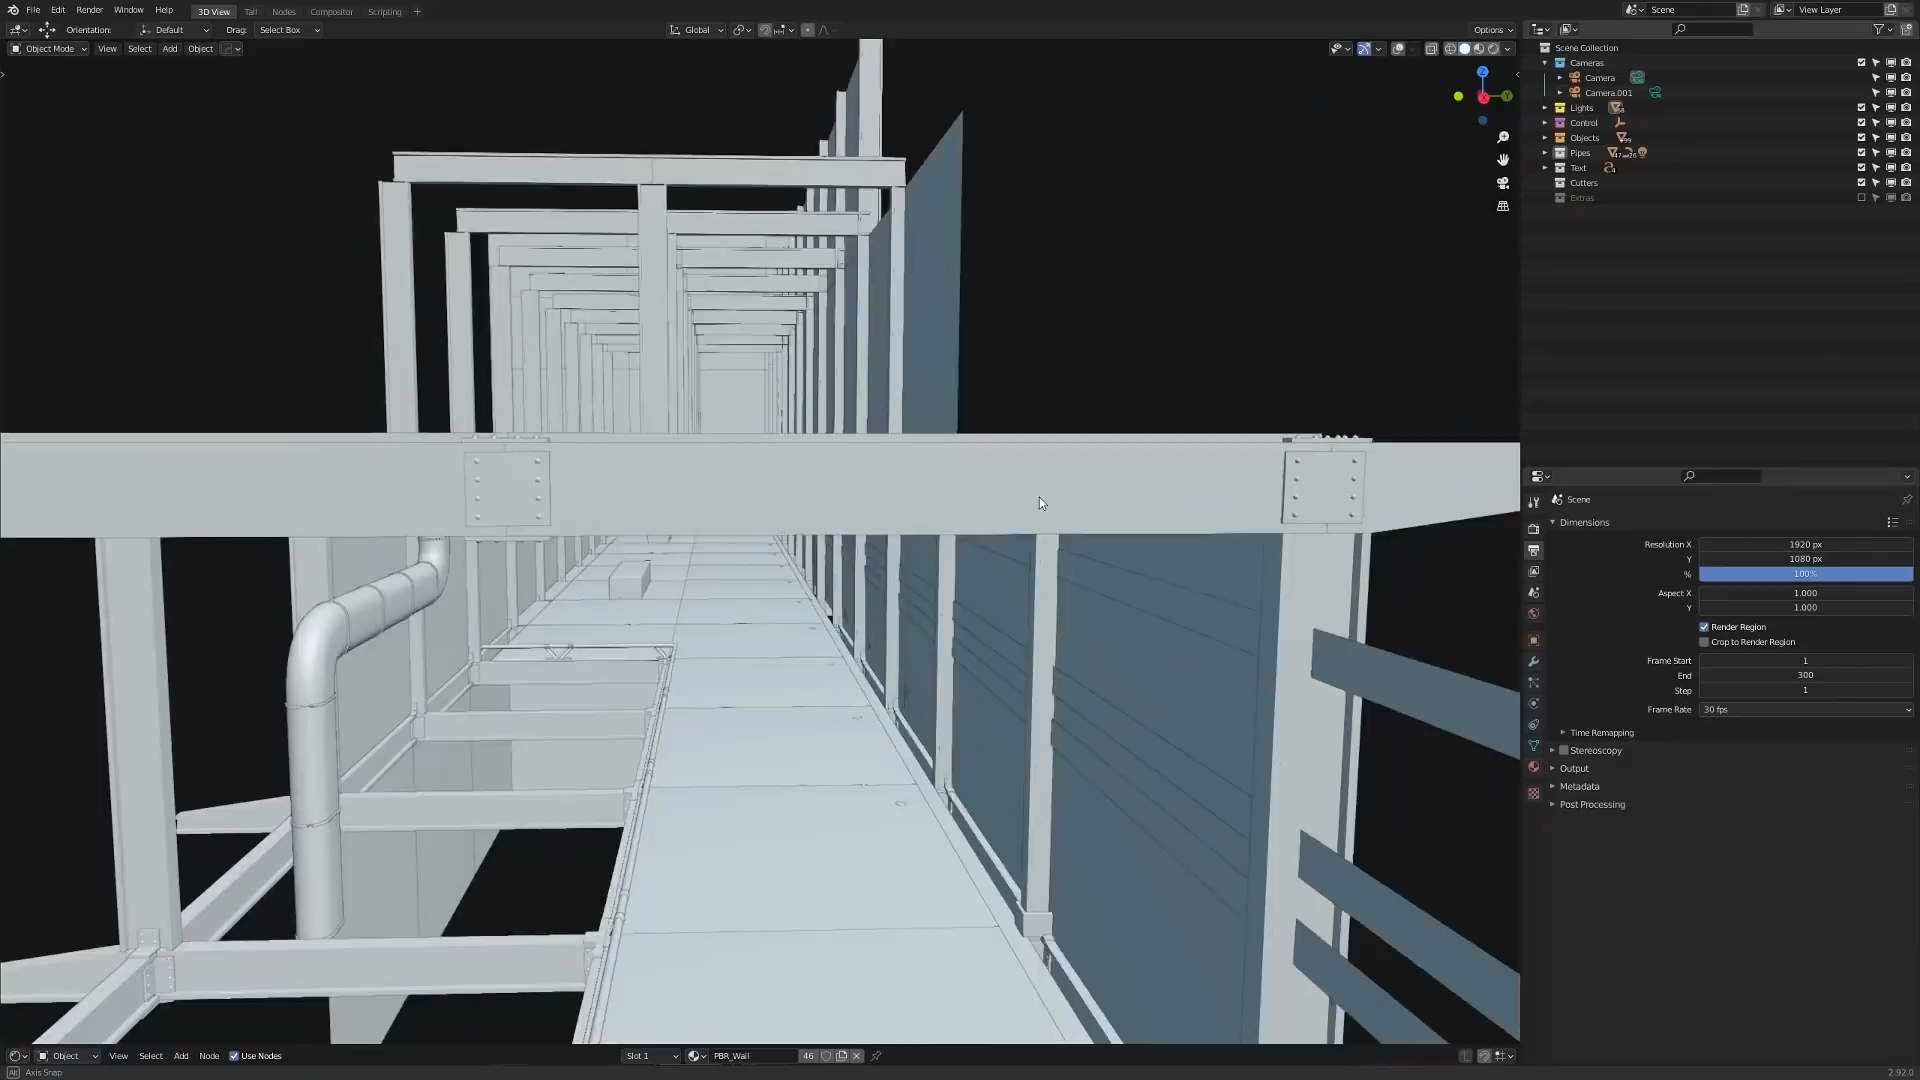 File Edit Render Window Help 3D View Tall Nodes Compositor Scripting + Scene View Layer
Orientation: Default Drag: Select Box Global Options
Object Mode View Select Add Object
Scene Collection
Cameras
Camera
Camera.001
Lights
Control
Objects
Pipes
Text
Cutters
Extras
Z
Y
X
Scene
Dimensions
Resolution X 1920 px
Y 1080 px
% 100%
Aspect X 1.000
Y 1.000
Render Region
Crop to Render Region
Frame Start 1
End 300
Step 1
Frame Rate 30 fps
Time Remapping
Stereoscopy
Output
Metadata
Post Processing
Object View Select Add Node Use Nodes Slot 1 PBR_Wall 46
Alt Axis Snap 2.92.0